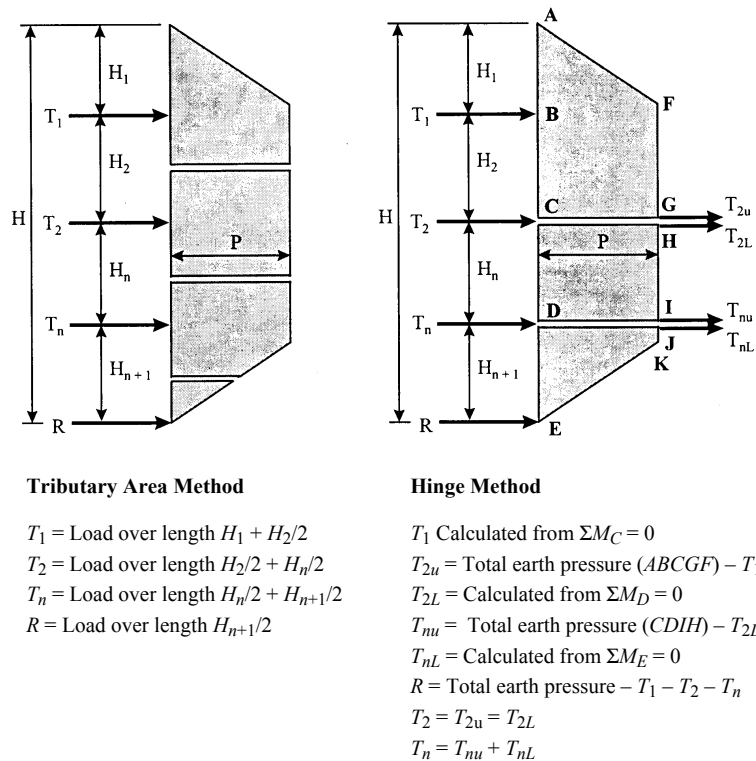 H
H1
T1
H2
T2
P
Hn
Tn
Hn + 1
R
A
H
H1
F
T1
B
H2
C
G
T2u
T2
P
H
T2L
Hn
D
I
Tnu
Tn
J
TnL
Hn + 1
K
R
E
Tributary Area Method
T1 = Load over length H1 + H2/2
T2 = Load over length H2/2 + Hn/2
Tn = Load over length Hn/2 + Hn+1/2
R = Load over length Hn+1/2
Hinge Method
T1 Calculated from ΣMC = 0
T2u = Total earth pressure (ABCGF) – T
T2L = Calculated from ΣMD = 0
Tnu = Total earth pressure (CDIH) – T2L
TnL = Calculated from ΣME = 0
R = Total earth pressure – T1 – T2 – Tn
T2 = T2u = T2L
Tn = Tnu + TnL